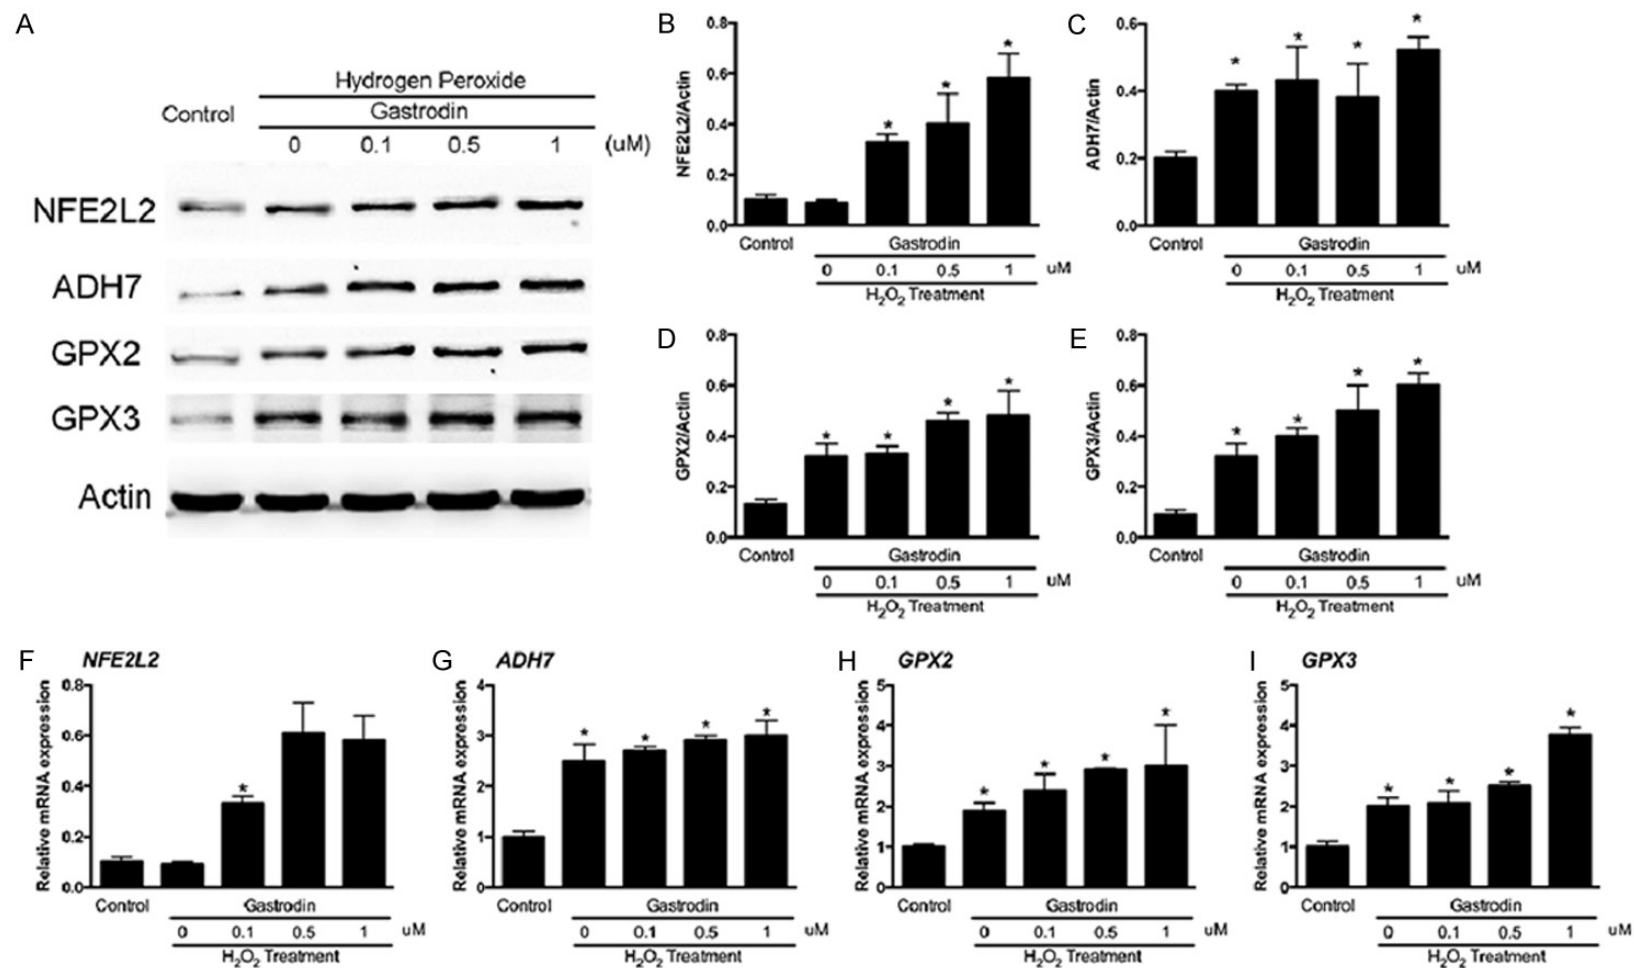 A
Hydrogen Peroxide
Control
Gastrodin
0 0.1 0.5 1 (uM)
NFE2L2
ADH7
GPX2
GPX3
Actin
B
NFE2L2/Actin
0.8
0.6
0.4
0.2
0.0
* * *
Control Gastrodin
0 0.1 0.5 1 uM
H2O2 Treatment
C
ADH7/Actin
0.6
0.4
0.2
0.0
* * * *
Control Gastrodin
0 0.1 0.5 1 uM
H2O2 Treatment
D
GPX2/Actin
0.8
0.6
0.4
0.2
0.0
* * * *
Control Gastrodin
0 0.1 0.5 1 uM
H2O2 Treatment
E
GPX3/Actin
0.8
0.6
0.4
0.2
0.0
* * * *
Control Gastrodin
0 0.1 0.5 1 uM
H2O2 Treatment
F NFE2L2
Relative mRNA expression
0.8
0.6
0.4
0.2
0.0
*
Control Gastrodin
0 0.1 0.5 1 uM
H2O2 Treatment
G ADH7
Relative mRNA expression
4
3
2
1
0
* * * *
Control Gastrodin
0 0.1 0.5 1 uM
H2O2 Treatment
H GPX2
Relative mRNA expression
5
4
3
2
1
0
* * * *
Control Gastrodin
0 0.1 0.5 1 uM
H2O2 Treatment
I GPX3
Relative mRNA expression
5
4
3
2
1
0
* * * *
Control Gastrodin
0 0.1 0.5 1 uM
H2O2 Treatment